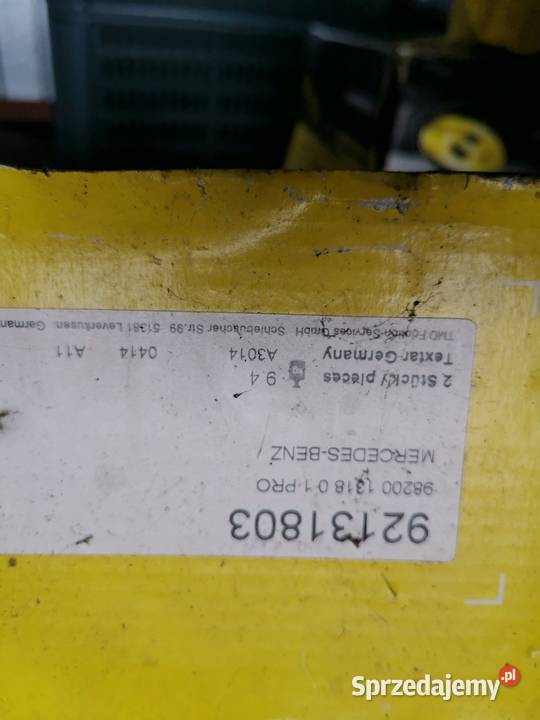 92131803
98200 1318 0 1 PRO
MERCEDES-BENZ
2 Stück/ pieces 9.4
Textar-Germany A3014 0414 A11
TMD Friction Services GmbH Schlebuscher Str.99 51381 Leverkusen German
Sprzedajemy.pl